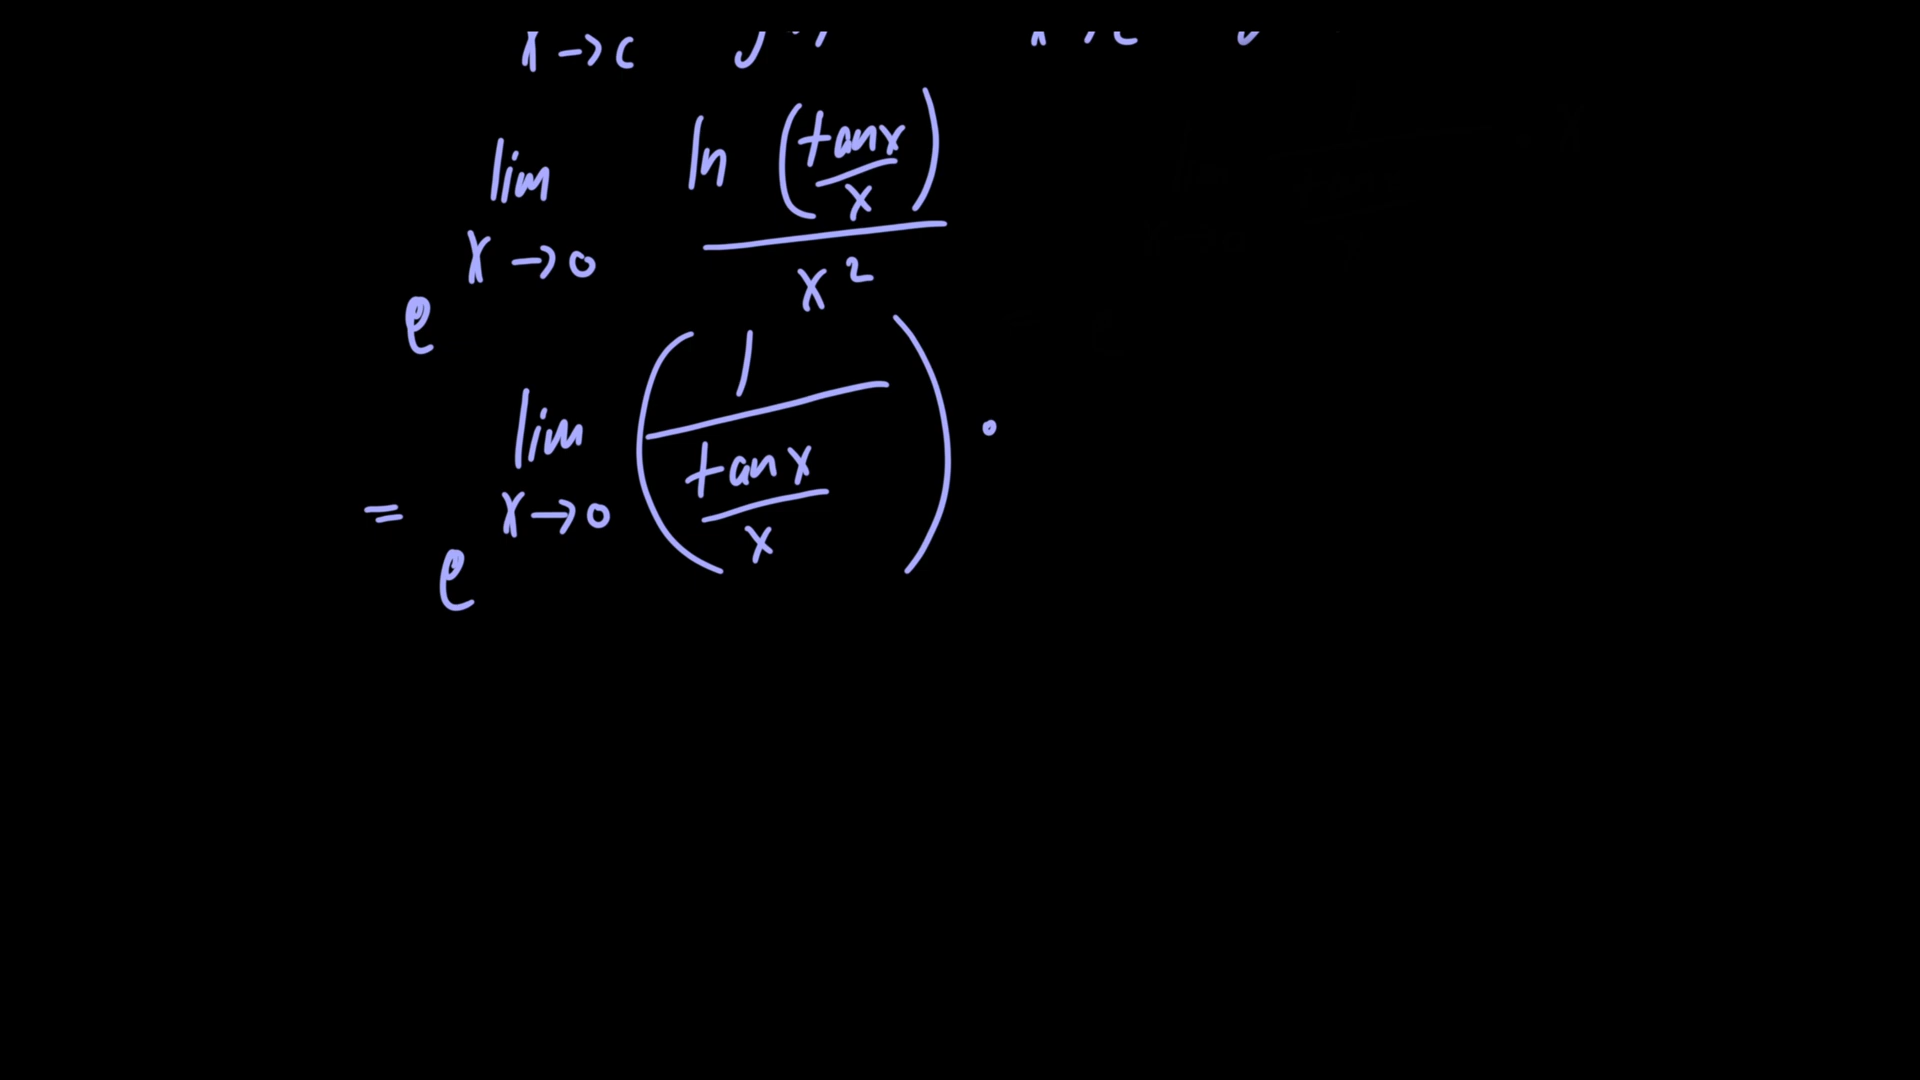 x→c x→c
lim ln (tanx/x)
x→0 x²
e
lim (1/(tanx/x)) ·
= x→0
e